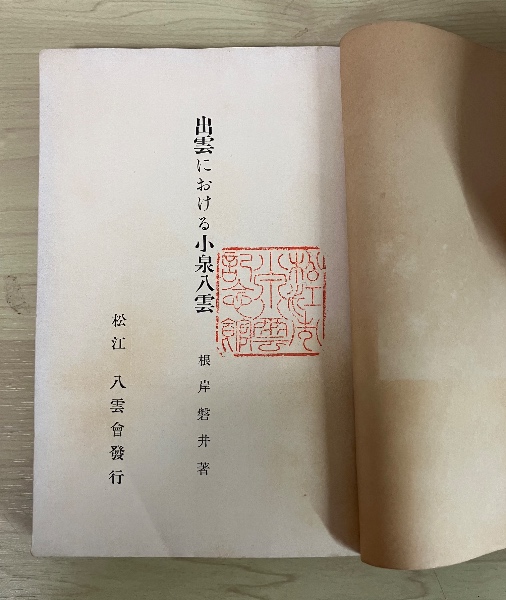 出雲における小泉八雲
根岸磐井著
松江 八雲會發行
松江市
小泉八雲
記念館